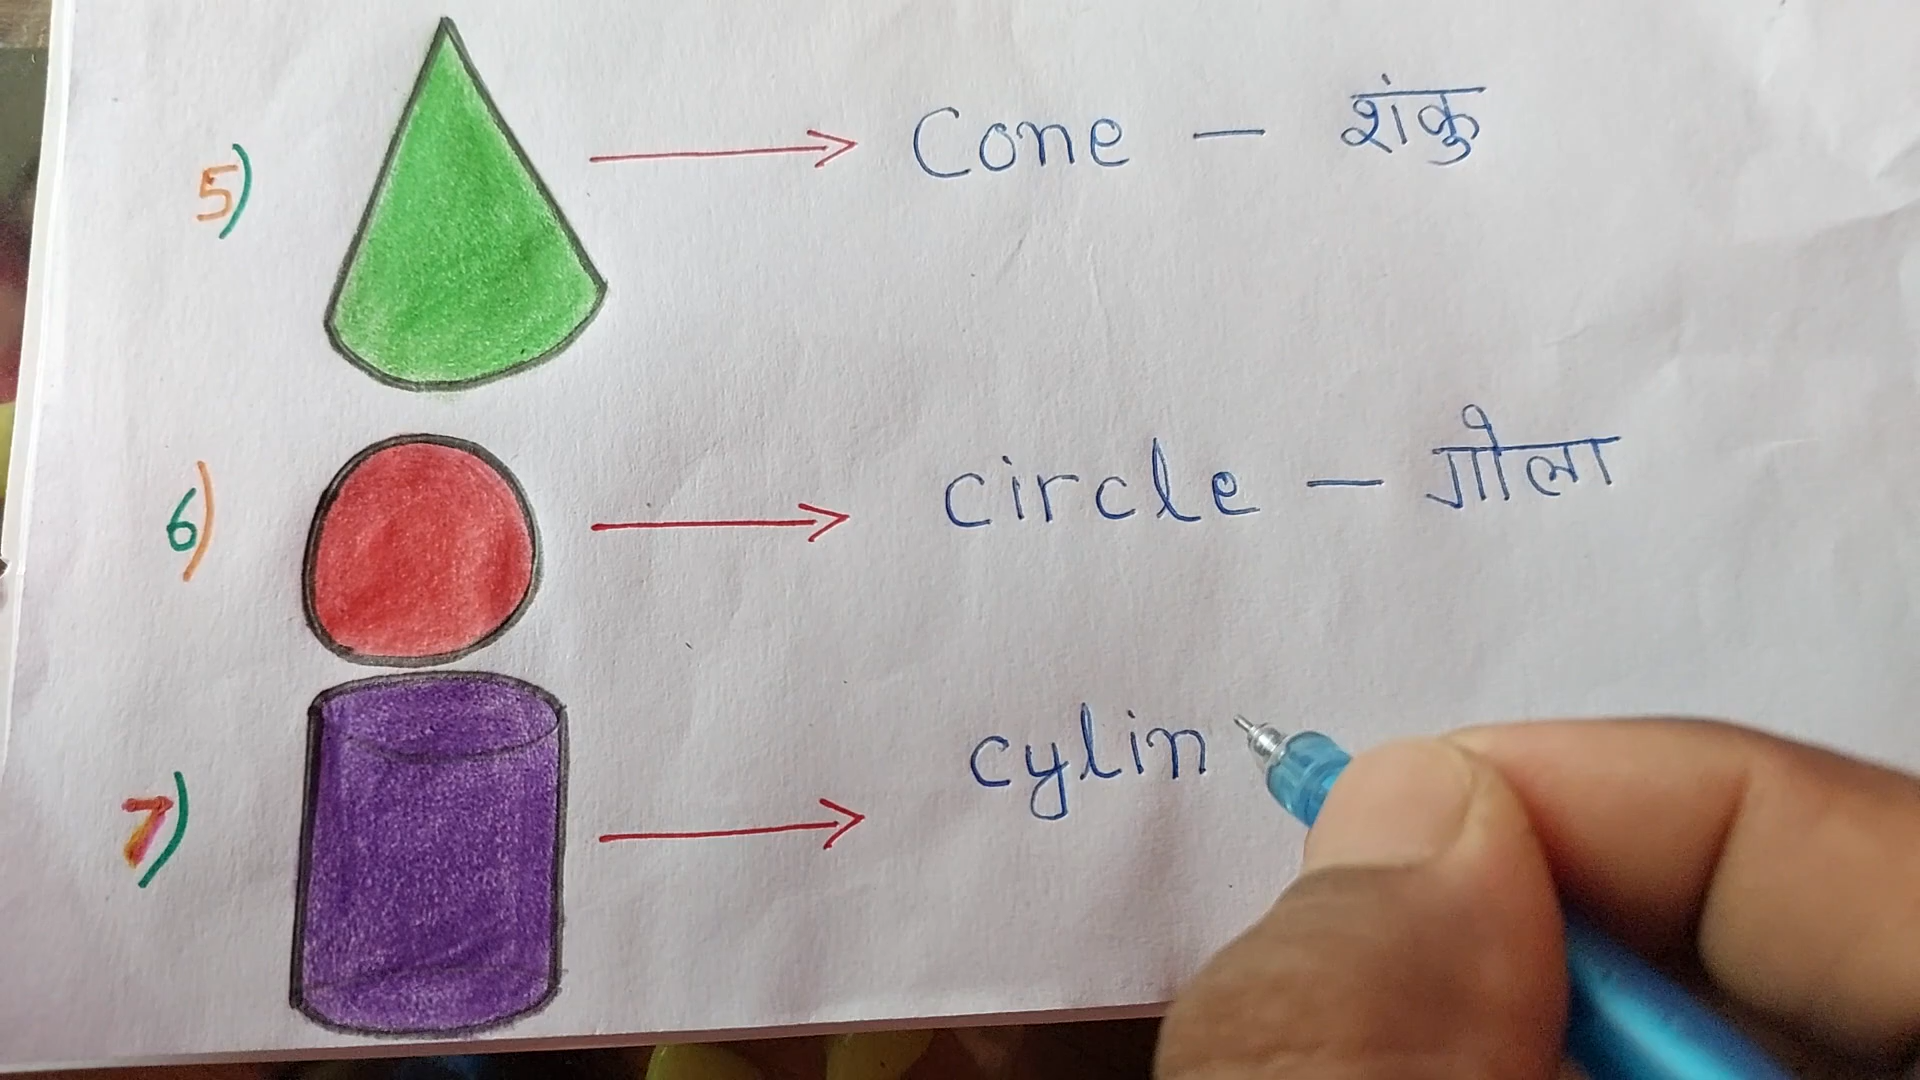 5) Cone — शंकु
6) circle — गोला
7) cylin